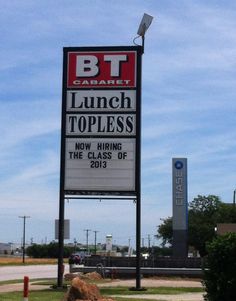 BT
CABARET
Lunch
TOPLESS
NOW HIRING
THE CLASS OF
2013
CHASE